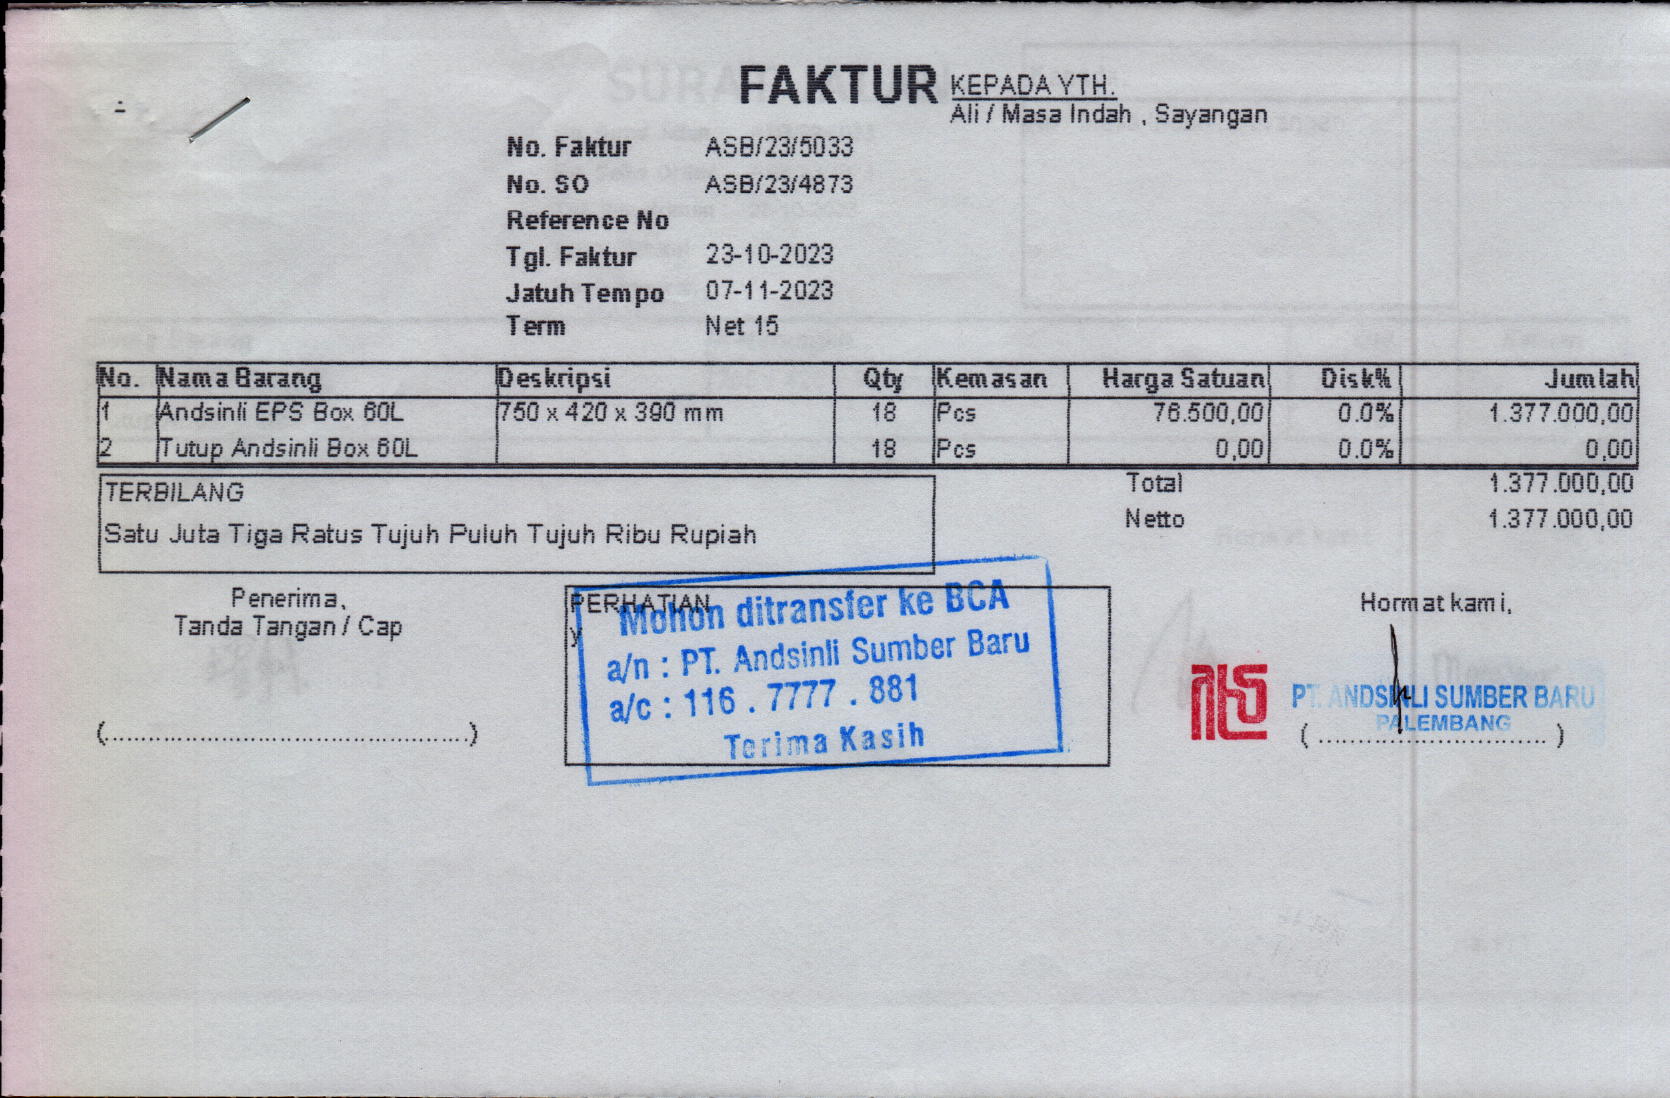 FAKTUR
KEPADA YTH.
Ali / Masa Indah , Sayangan
No. Faktur ASB/23/5033
No. SO ASB/23/4873
Reference No
Tgl. Faktur 23-10-2023
Jatuh Tempo 07-11-2023
Term Net 15
No. Nama Barang Deskripsi Qty Kemasan Harga Satuan Disk% Jumlah
1 Andsinli EPS Box 60L 750 x 420 x 390 mm 18 Pcs 76.500,00 0.0% 1.377.000,00
2 Tutup Andsinli Box 60L 18 Pcs 0,00 0.0% 0,00
Total 1.377.000,00
Netto 1.377.000,00
TERBILANG
Satu Juta Tiga Ratus Tujuh Puluh Tujuh Ribu Rupiah
Penerima,
Tanda Tangan / Cap
(................................................)
PERHATIAN
y
Mohon ditransfer ke BCA
a/n : PT. Andsinli Sumber Baru
a/c : 116 . 7777 . 881
Terima Kasih
Hormat kami,
PT. ANDSINLI SUMBER BARU
PALEMBANG
( .............................. )